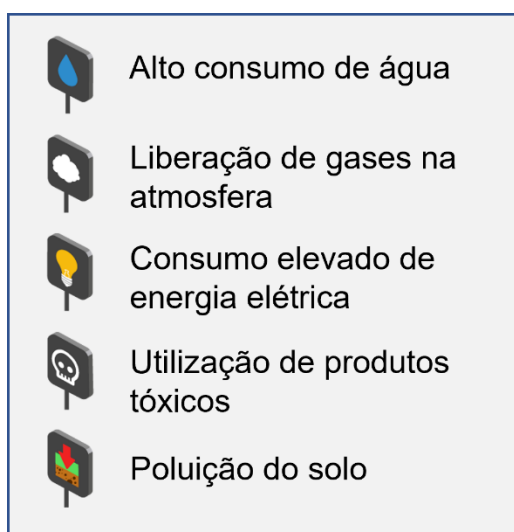 Alto consumo de água
Liberação de gases na
atmosfera
Consumo elevado de
energia elétrica
Utilização de produtos
tóxicos
Poluição do solo